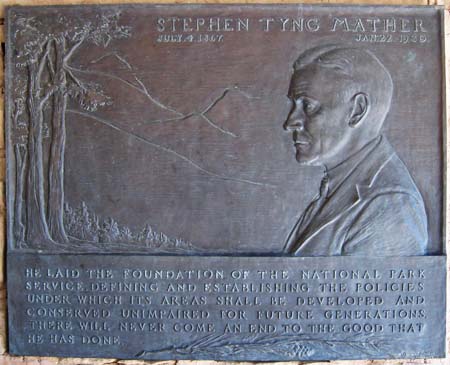 STEPHEN TYNG MATHER
JULY 4. 1867. JAN. 22. 1930.
HE LAID THE FOUNDATION OF THE NATIONAL PARK
SERVICE. DEFINING AND ESTABLISHING THE POLICIES
UNDER WHICH ITS AREAS SHALL BE DEVELOPED AND
CONSERVED UNIMPAIRED FOR FUTURE GENERATIONS.
THERE WILL NEVER COME AN END TO THE GOOD THAT
HE HAS DONE.